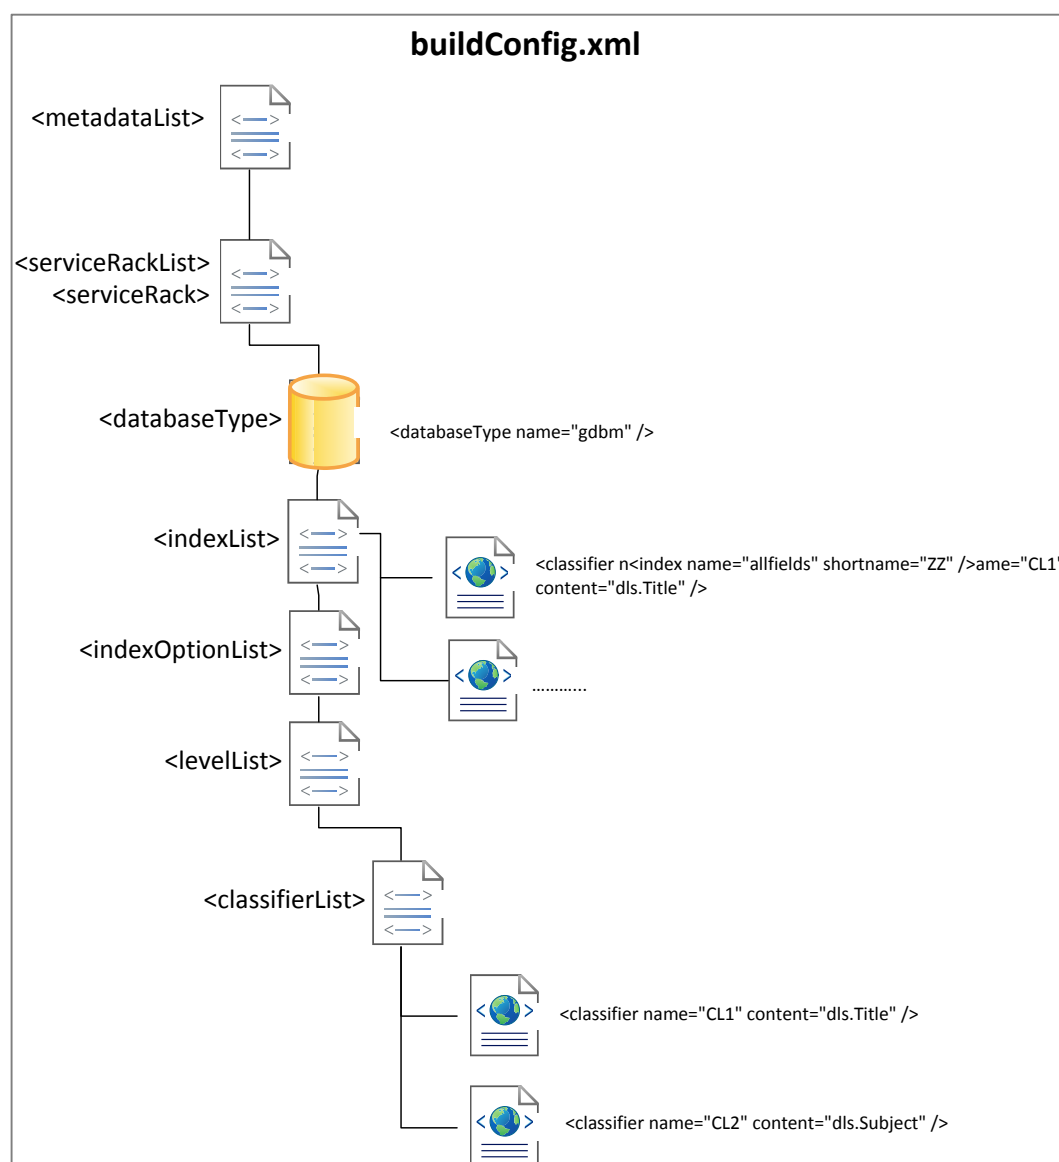 buildConfig.xml
<metadataList>
<serviceRackList>
<serviceRack>
<databaseType>
<databaseType name="gdbm" />
<indexList>
<classifier n<index name="allfields" shortname="ZZ" />ame="CL1"
content="dls.Title" />
<indexOptionList>
…………...
<levelList>
<classifierList>
<classifier name="CL1" content="dls.Title" />
<classifier name="CL2" content="dls.Subject" />